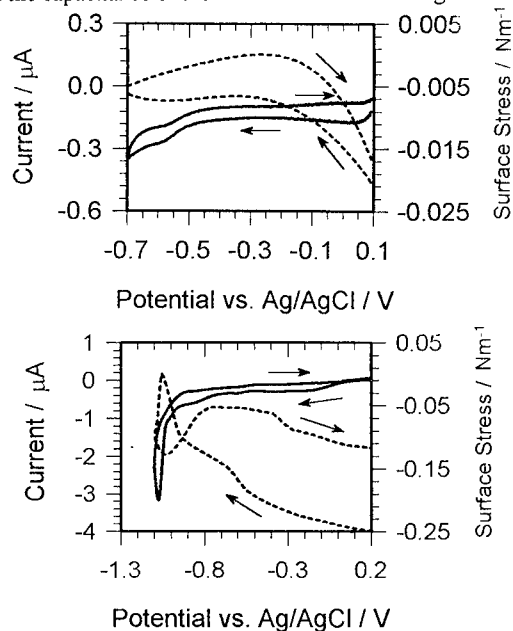 0.3
0.0
-0.3
-0.6
Current / μA
0.005
-0.005
-0.015
-0.025
Surface Stress / Nm⁻¹
-0.7 -0.5 -0.3 -0.1 0.1
Potential vs. Ag/AgCl / V
1
0
-1
-2
-3
-4
Current / μA
0.05
-0.05
-0.15
-0.25
Surface Stress / Nm⁻¹
-1.3 -0.8 -0.3 0.2
Potential vs. Ag/AgCl / V